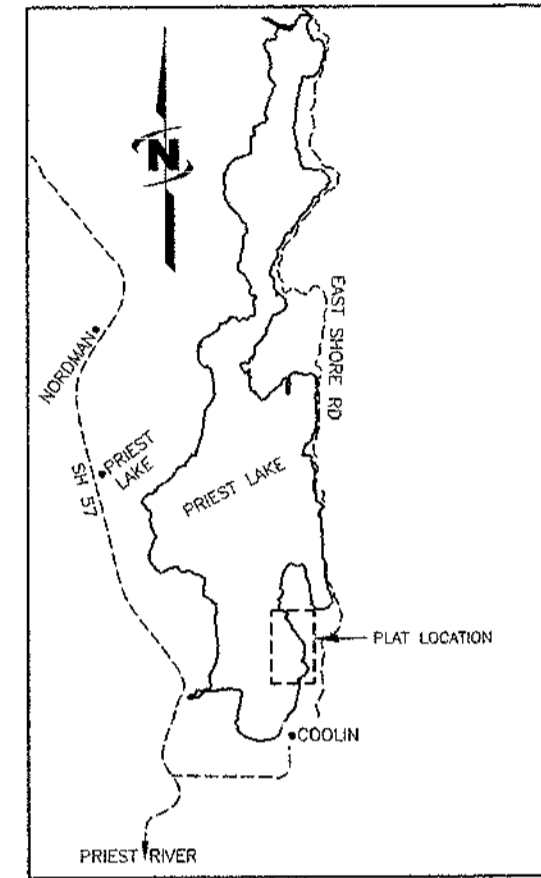 N
EAST SHORE RD
NORDMAN
PRIEST
LAKE
SH 57
PRIEST LAKE
PLAT LOCATION
COOLIN
PRIEST RIVER